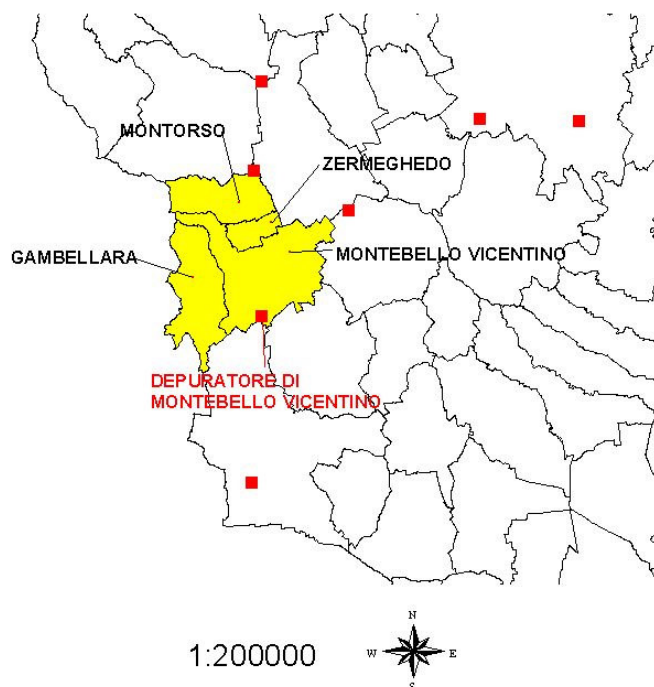 MONTORSO
ZERMEGHEDO
GAMBELLARA
MONTEBELLO VICENTINO
DEPURATORE DI
MONTEBELLO VICENTINO
1:200000
N
W
E
S